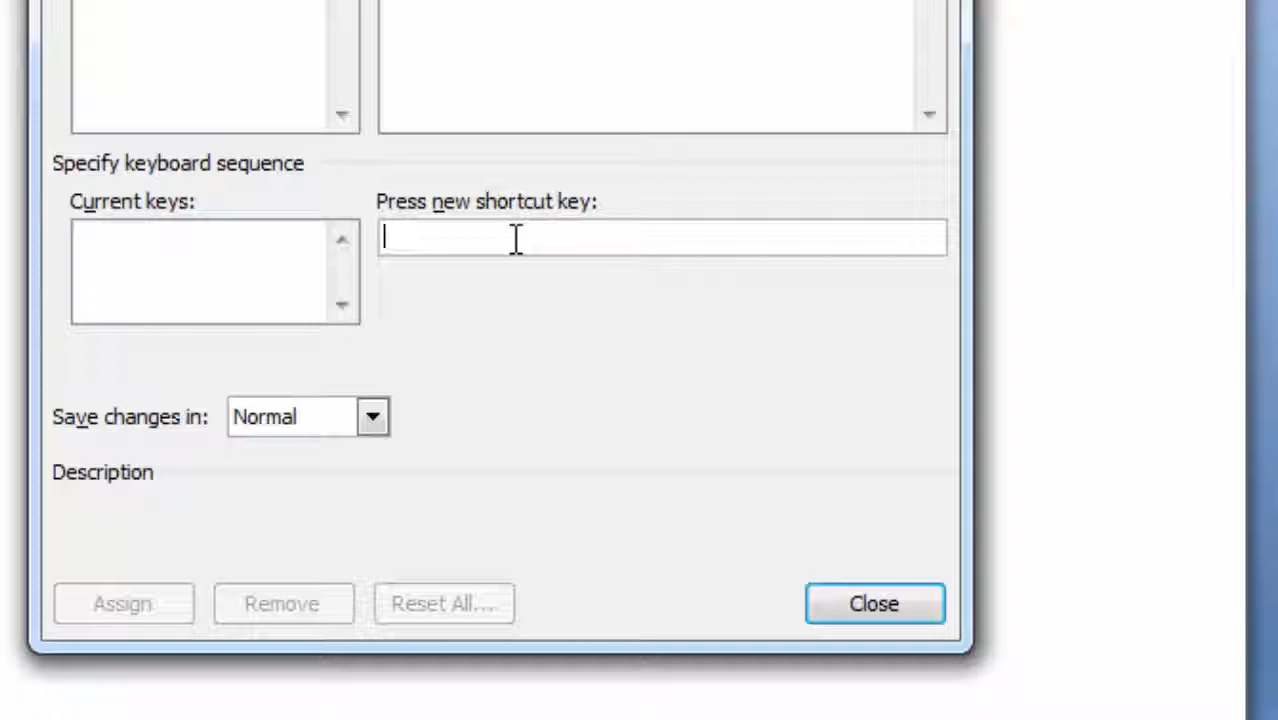 Specify keyboard sequence
Current keys:
Press new shortcut key:
Save changes in:
Normal
Description
Assign
Remove
Reset All...
Close